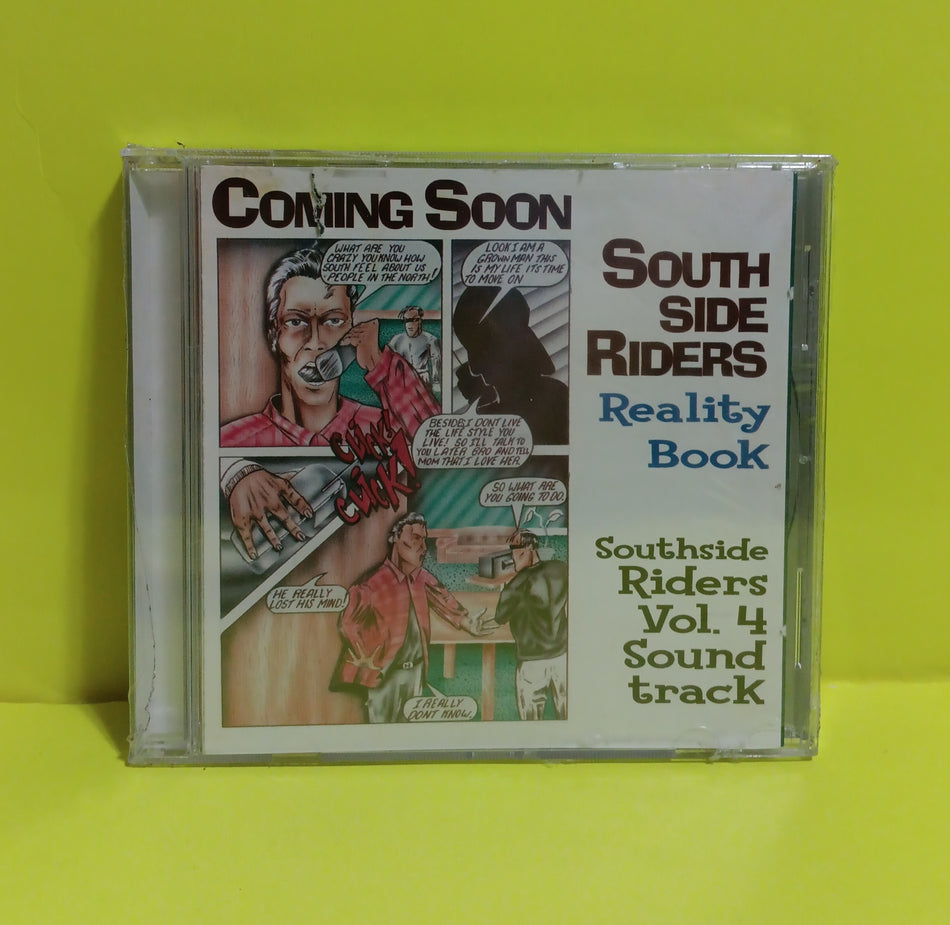 COMING SOON
WHAT ARE YOU
CRAZY YOU KNOW HOW
SOUTH FEEL ABOUT US
PEOPLE IN THE NORTH!
LOOK I AM A
GROWN MAN THIS
IS MY LIFE ITS TIME
TO MOVE ON
BESIDES I DONT LIVE
THE LIFE STYLE YOU
LIVE! SO I'LL TALK TO
YOU LATER BRO AND TELL
MOM THAT I LOVE HER.
CLICK!
CLICK!
SO WHAT ARE
YOU GOING TO DO.
HE REALLY
LOST HIS MIND!
I REALLY
DONT KNOW.
SOUTH
SIDE
RIDERS
Reality
Book
Southside
Riders
Vol. 4
Sound
track